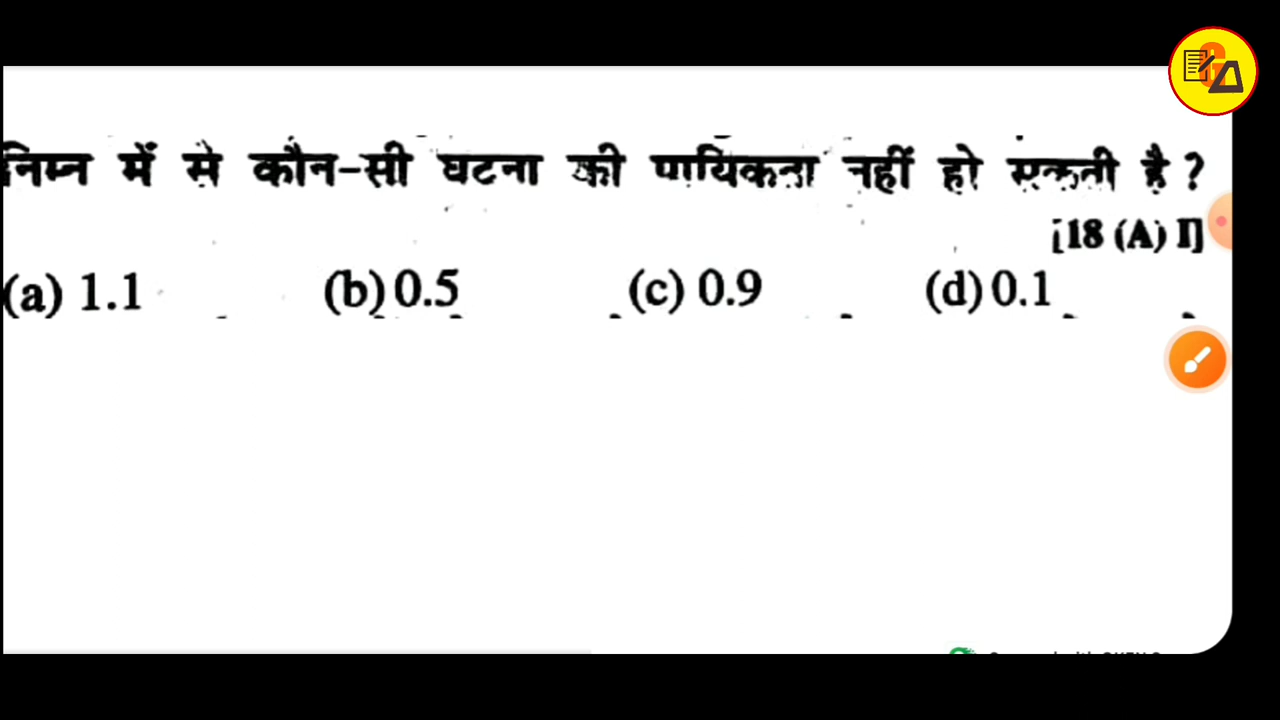 निम्न में से कौन-सी घटना की प्रायिकता नहीं हो सकती है ?
[18 (A) I]
(a) 1.1 (b) 0.5 (c) 0.9 (d) 0.1